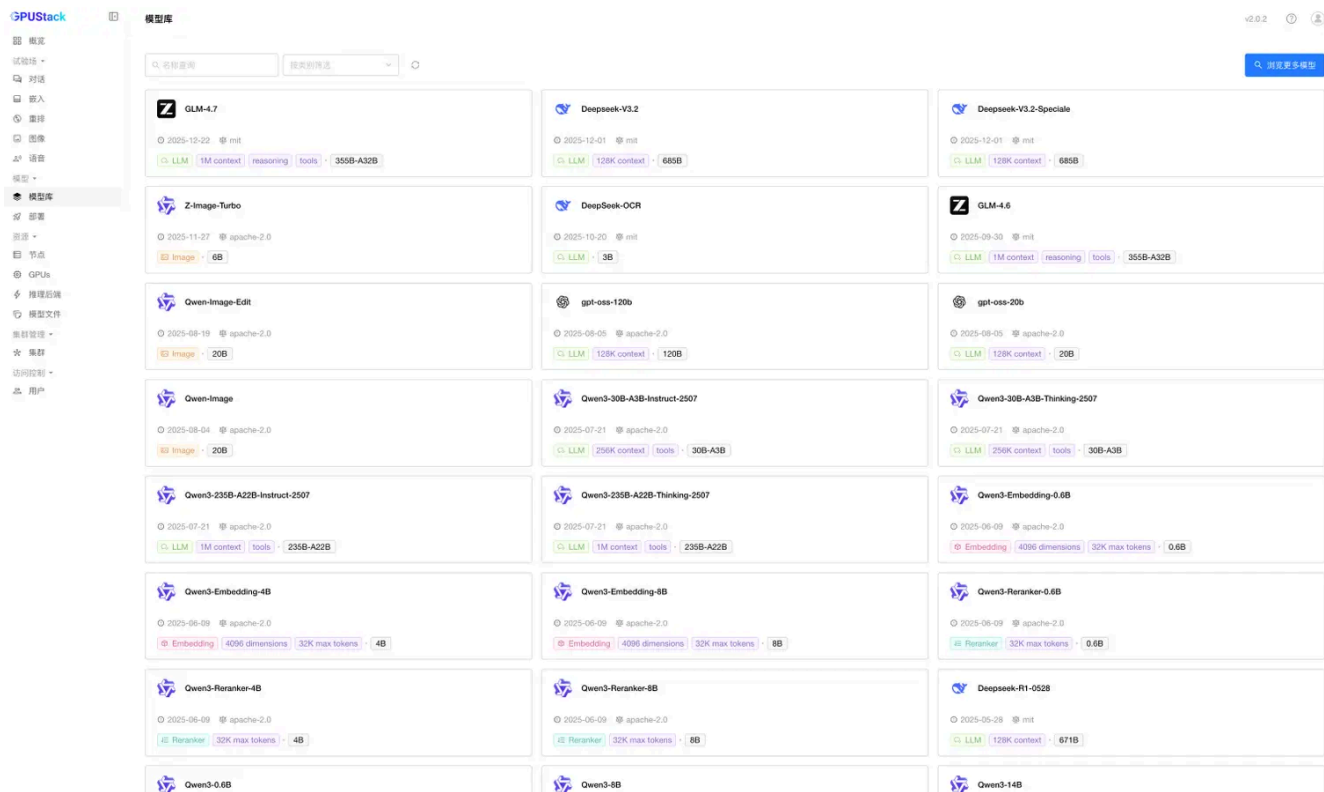 GPUStack
概览
试验场
对话
嵌入
重排
图像
语音
模型
模型库
部署
资源
节点
GPUs
推理后端
模型文件
集群管理
集群
访问控制
用户
模型库
v2.0.2
名称查询
按类别筛选
浏览更多模型
GLM-4.7
2025-12-22 mit
LLM 1M context reasoning tools · 355B-A32B
Deepseek-V3.2
2025-12-01 mit
LLM 128K context · 685B
Deepseek-V3.2-Speciale
2025-12-01 mit
LLM 128K context · 685B
Z-Image-Turbo
2025-11-27 apache-2.0
Image · 6B
DeepSeek-OCR
2025-10-20 mit
LLM · 3B
GLM-4.6
2025-09-30 mit
LLM 1M context reasoning tools · 355B-A32B
Qwen-Image-Edit
2025-08-19 apache-2.0
Image · 20B
gpt-oss-120b
2025-08-05 apache-2.0
LLM 128K context · 120B
gpt-oss-20b
2025-08-05 apache-2.0
LLM 128K context · 20B
Qwen-Image
2025-08-04 apache-2.0
Image · 20B
Qwen3-30B-A3B-Instruct-2507
2025-07-21 apache-2.0
LLM 256K context tools · 30B-A3B
Qwen3-30B-A3B-Thinking-2507
2025-07-21 apache-2.0
LLM 256K context tools · 30B-A3B
Qwen3-235B-A22B-Instruct-2507
2025-07-21 apache-2.0
LLM 1M context tools · 235B-A22B
Qwen3-235B-A22B-Thinking-2507
2025-07-21 apache-2.0
LLM 1M context tools · 235B-A22B
Qwen3-Embedding-0.6B
2025-06-09 apache-2.0
Embedding 4096 dimensions 32K max tokens · 0.6B
Qwen3-Embedding-4B
2025-06-09 apache-2.0
Embedding 4096 dimensions 32K max tokens · 4B
Qwen3-Embedding-8B
2025-06-09 apache-2.0
Embedding 4096 dimensions 32K max tokens · 8B
Qwen3-Reranker-0.6B
2025-06-09 apache-2.0
Reranker 32K max tokens · 0.6B
Qwen3-Reranker-4B
2025-06-09 apache-2.0
Reranker 32K max tokens · 4B
Qwen3-Reranker-8B
2025-06-09 apache-2.0
Reranker 32K max tokens · 8B
Deepseek-R1-0528
2025-05-28 mit
LLM 128K context · 671B
Qwen3-0.6B
Qwen3-8B
Qwen3-14B